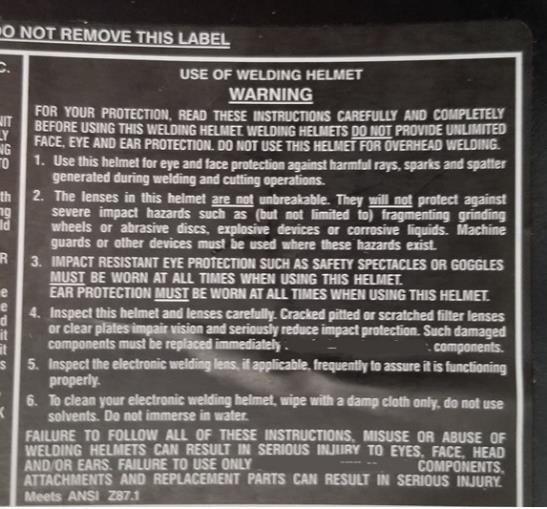 DO NOT REMOVE THIS LABEL
USE OF WELDING HELMET
WARNING
FOR YOUR PROTECTION, READ THESE INSTRUCTIONS CAREFULLY AND COMPLETELY
BEFORE USING THIS WELDING HELMET. WELDING HELMETS DO NOT PROVIDE UNLIMITED
FACE, EYE AND EAR PROTECTION. DO NOT USE THIS HELMET FOR OVERHEAD WELDING.
1. Use this helmet for eye and face protection against harmful rays, sparks and spatter
generated during welding and cutting operations.
2. The lenses in this helmet are not unbreakable. They will not protect against
severe impact hazards such as (but not limited to) fragmenting grinding
wheels or abrasive discs, explosive devices or corrosive liquids. Machine
guards or other devices must be used where these hazards exist.
3. IMPACT RESISTANT EYE PROTECTION SUCH AS SAFETY SPECTACLES OR GOGGLES
MUST BE WORN AT ALL TIMES WHEN USING THIS HELMET.
EAR PROTECTION MUST BE WORN AT ALL TIMES WHEN USING THIS HELMET.
4. Inspect this helmet and lenses carefully. Cracked pitted or scratched filter lenses
or clear plates impair vision and seriously reduce impact protection. Such damaged
components must be replaced immediately components.
5. Inspect the electronic welding lens, if applicable, frequently to assure it is functioning
properly.
6. To clean your electronic welding helmet, wipe with a damp cloth only, do not use
solvents. Do not immerse in water.
FAILURE TO FOLLOW ALL OF THESE INSTRUCTIONS, MISUSE OR ABUSE OF
WELDING HELMETS CAN RESULT IN SERIOUS INJURY TO EYES, FACE, HEAD
AND/OR EARS. FAILURE TO USE ONLY COMPONENTS,
ATTACHMENTS AND REPLACEMENT PARTS CAN RESULT IN SERIOUS INJURY.
Meets ANSI Z87.1